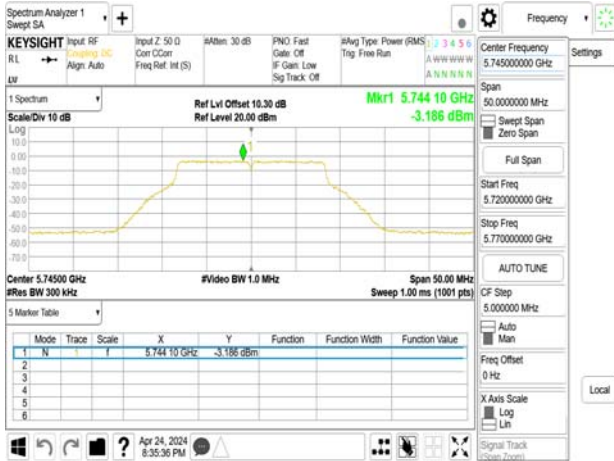 Spectrum Analyzer 1
Swept SA
Frequency
Settings
KEYSIGHT
RL
LW
Input: RF
Coupling: DC
Align: Auto
Input Z: 50 Ω
Corr CCorr
Freq Ref: Int (S)
#Atten: 30 dB
PNO: Fast
Gate: Off
IF Gain: Low
Sig Track: Off
#Avg Type: Power (RMS
Trig: Free Run
1 2 3 4 5 6
A W W W W W
A N N N N N
1 Spectrum
Scale/Div 10 dB
Ref Lvl Offset 10.30 dB
Ref Level 20.00 dBm
Mkr1 5.744 10 GHz
-3.186 dBm
Log
10.0
0.00
-10.0
-20.0
-30.0
-40.0
-50.0
-60.0
-70.0
1
Center 5.74500 GHz
#Res BW 300 kHz
#Video BW 1.0 MHz
Span 50.00 MHz
Sweep 1.00 ms (1001 pts)
5 Marker Table
Mode Trace Scale X Y Function Function Width Function Value
1 N 1 f 5.744 10 GHz -3.186 dBm
2
3
4
5
6
Center Frequency
5.745000000 GHz
Span
50.0000000 MHz
Swept Span
Zero Span
Full Span
Start Freq
5.720000000 GHz
Stop Freq
5.770000000 GHz
AUTO TUNE
CF Step
5.000000 MHz
Auto
Man
Freq Offset
0 Hz
X Axis Scale
Log
Lin
Signal Track
(Span Zoom)
Local
Apr 24, 2024
8:35:36 PM